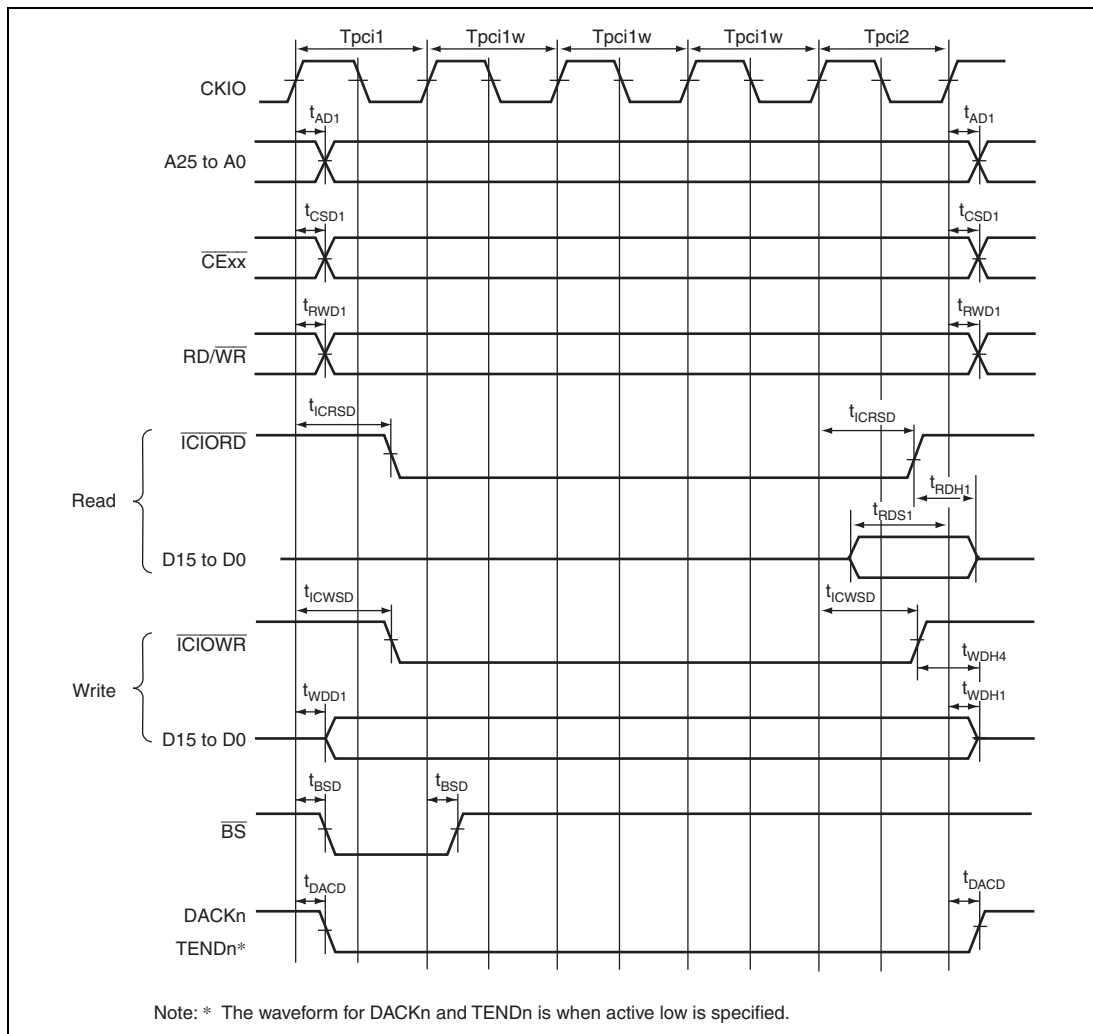 Tpci1 Tpci1w Tpci1w Tpci1w Tpci2
CKIO
tAD1 tAD1
A25 to A0
tCSD1 tCSD1
CExx
tRWD1 tRWD1
RD/WR
tICRSD tICRSD
ICIORD
tRDH1
Read
tRDS1
D15 to D0
tICWSD tICWSD
ICIOWR
tWDH4
Write
tWDD1 tWDH1
D15 to D0
tBSD tBSD
BS
tDACD tDACD
DACKn
TENDn*
Note: * The waveform for DACKn and TENDn is when active low is specified.